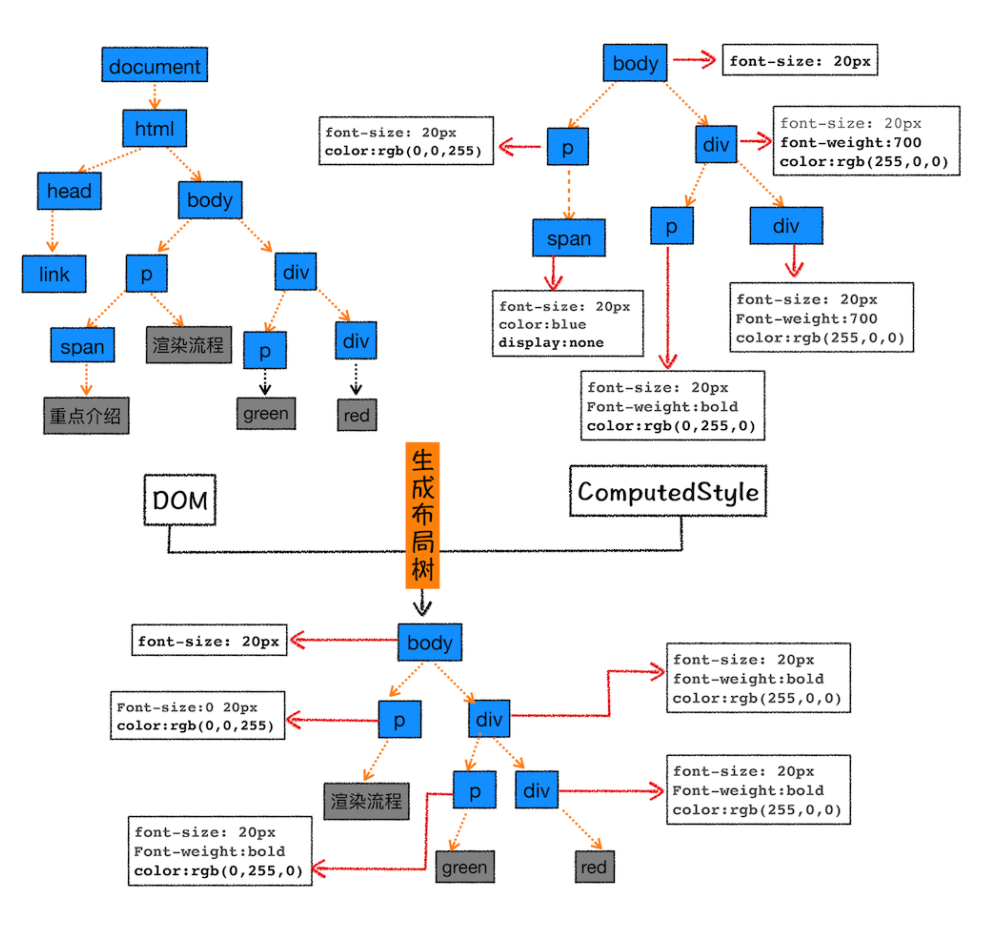 document
html
head
body
link
p
div
span
渲染流程
p
div
重点介绍
green
red
body
font-size: 20px
font-size: 20px
color:rgb(0,0,255)
p
div
font-size: 20px
font-weight:700
color:rgb(255,0,0)
span
p
div
font-size: 20px
color:blue
display:none
font-size: 20px
Font-weight:700
color:rgb(255,0,0)
font-size: 20px
Font-weight:bold
color:rgb(0,255,0)
DOM
生成布局树
ComputedStyle
font-size: 20px
body
font-size: 20px
font-weight:bold
color:rgb(255,0,0)
Font-size:0 20px
color:rgb(0,0,255)
p
div
渲染流程
p
div
font-size: 20px
Font-weight:bold
color:rgb(255,0,0)
font-size: 20px
Font-weight:bold
color:rgb(0,255,0)
green
red